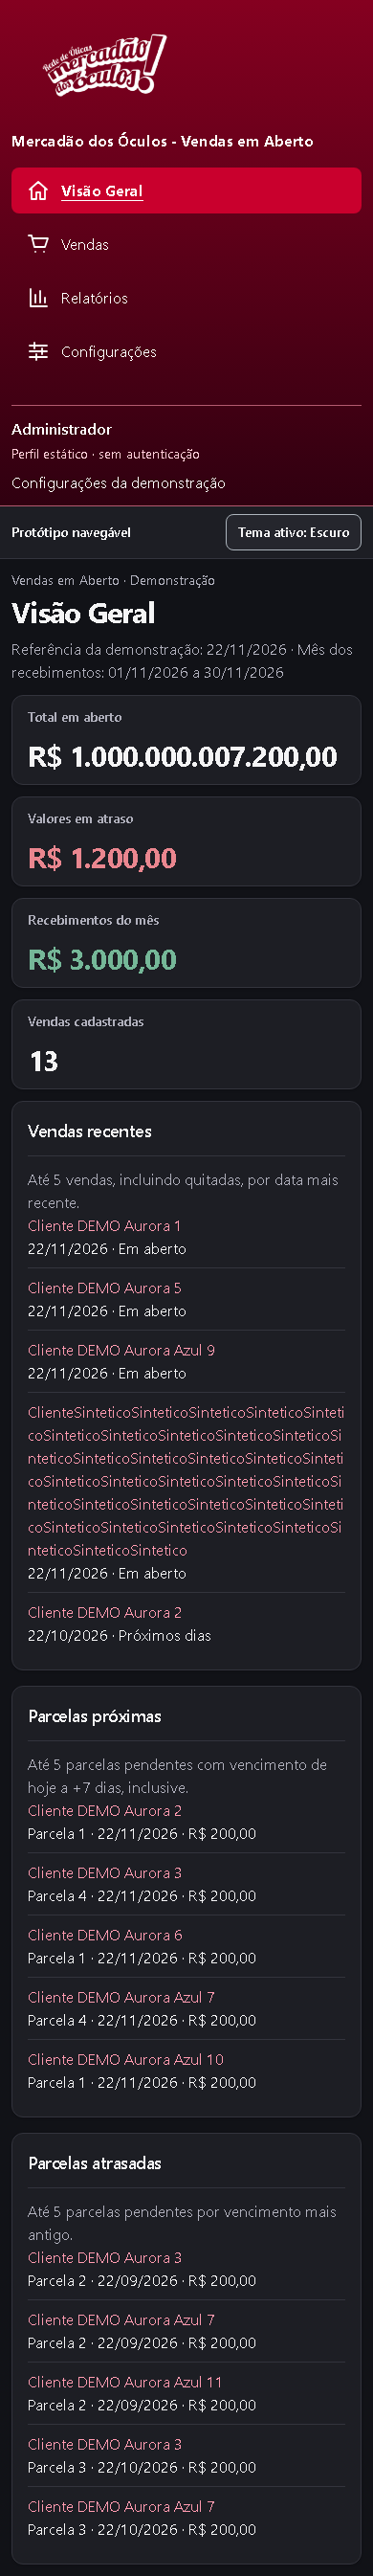 Rede de Óticas
mercadão
dos óculos!
Mercadão dos Óculos - Vendas em Aberto
Visão Geral
Vendas
Relatórios
Configurações
Administrador
Perfil estático · sem autenticação
Configurações da demonstração
Protótipo navegável
Tema ativo: Escuro
Vendas em Aberto · Demonstração
Visão Geral
Referência da demonstração: 22/11/2026 · Mês dos
recebimentos: 01/11/2026 a 30/11/2026
Total em aberto
R$ 1.000.000.007.200,00
Valores em atraso
R$ 1.200,00
Recebimentos do mês
R$ 3.000,00
Vendas cadastradas
13
Vendas recentes
Até 5 vendas, incluindo quitadas, por data mais
recente.
Cliente DEMO Aurora 1
22/11/2026 · Em aberto
Cliente DEMO Aurora 5
22/11/2026 · Em aberto
Cliente DEMO Aurora Azul 9
22/11/2026 · Em aberto
ClienteSinteticoSinteticoSinteticoSinteticoSinteti
coSinteticoSinteticoSinteticoSinteticoSinteticoSi
nteticoSinteticoSinteticoSinteticoSinteticoSinteti
coSinteticoSinteticoSinteticoSinteticoSinteticoSi
nteticoSinteticoSinteticoSinteticoSinteticoSinteti
coSinteticoSinteticoSinteticoSinteticoSinteticoSi
nteticoSinteticoSintetico
22/11/2026 · Em aberto
Cliente DEMO Aurora 2
22/10/2026 · Próximos dias
Parcelas próximas
Até 5 parcelas pendentes com vencimento de
hoje a +7 dias, inclusive.
Cliente DEMO Aurora 2
Parcela 1 · 22/11/2026 · R$ 200,00
Cliente DEMO Aurora 3
Parcela 4 · 22/11/2026 · R$ 200,00
Cliente DEMO Aurora 6
Parcela 1 · 22/11/2026 · R$ 200,00
Cliente DEMO Aurora Azul 7
Parcela 4 · 22/11/2026 · R$ 200,00
Cliente DEMO Aurora Azul 10
Parcela 1 · 22/11/2026 · R$ 200,00
Parcelas atrasadas
Até 5 parcelas pendentes por vencimento mais
antigo.
Cliente DEMO Aurora 3
Parcela 2 · 22/09/2026 · R$ 200,00
Cliente DEMO Aurora Azul 7
Parcela 2 · 22/09/2026 · R$ 200,00
Cliente DEMO Aurora Azul 11
Parcela 2 · 22/09/2026 · R$ 200,00
Cliente DEMO Aurora 3
Parcela 3 · 22/10/2026 · R$ 200,00
Cliente DEMO Aurora Azul 7
Parcela 3 · 22/10/2026 · R$ 200,00